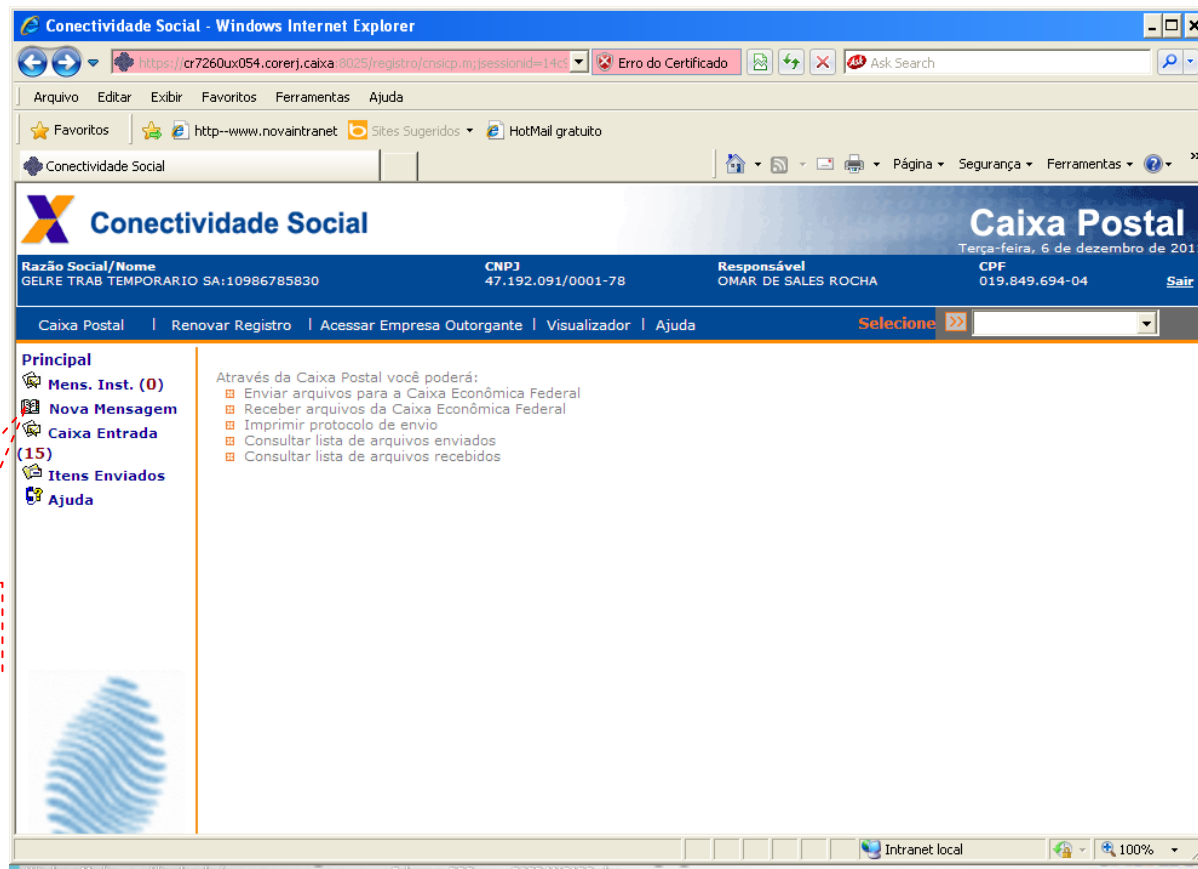 Conectividade Social - Windows Internet Explorer
https://cr7260ux054.corerj.caixa:8025/registro/cnsicp.m;jsessionid=14c Erro do Certificado Ask Search
Arquivo Editar Exibir Favoritos Ferramentas Ajuda
Favoritos http--www.novaintranet Sites Sugeridos HotMail gratuito
Conectividade Social Página Segurança Ferramentas
Conectividade Social
Caixa Postal
Terça-feira, 6 de dezembro de 201
Razão Social/Nome CNPJ Responsável CPF
GELRE TRAB TEMPORARIO SA:10986785830 47.192.091/0001-78 OMAR DE SALES ROCHA 019.849.694-04 Sair
Caixa Postal | Renovar Registro | Acessar Empresa Outorgante | Visualizador | Ajuda Selecione
Principal
Mens. Inst. (0)
Nova Mensagem
Caixa Entrada
(15)
Itens Enviados
Ajuda
Através da Caixa Postal você poderá:
Enviar arquivos para a Caixa Econômica Federal
Receber arquivos da Caixa Econômica Federal
Imprimir protocolo de envio
Consultar lista de arquivos enviados
Consultar lista de arquivos recebidos
Intranet local 100%